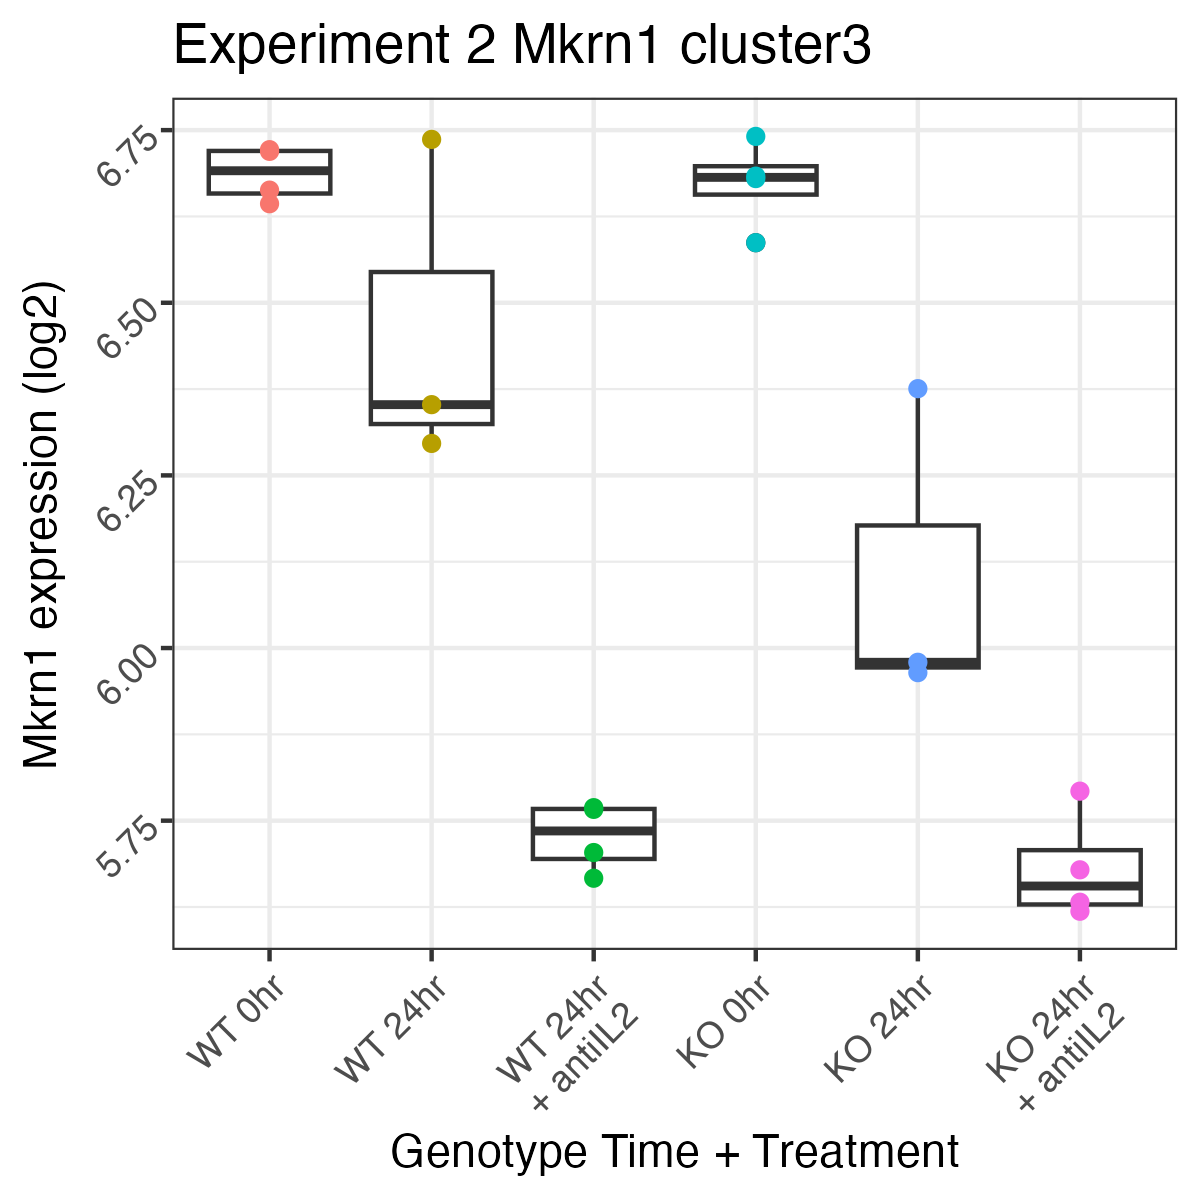 Experiment 2 Mkrn1 cluster3
Mkrn1 expression (log2)
6.75
6.50
6.25
6.00
5.75
WT 0hr
WT 24hr
WT 24hr
+ antiIL2
KO 0hr
KO 24hr
KO 24hr
+ antiIL2
Genotype Time + Treatment